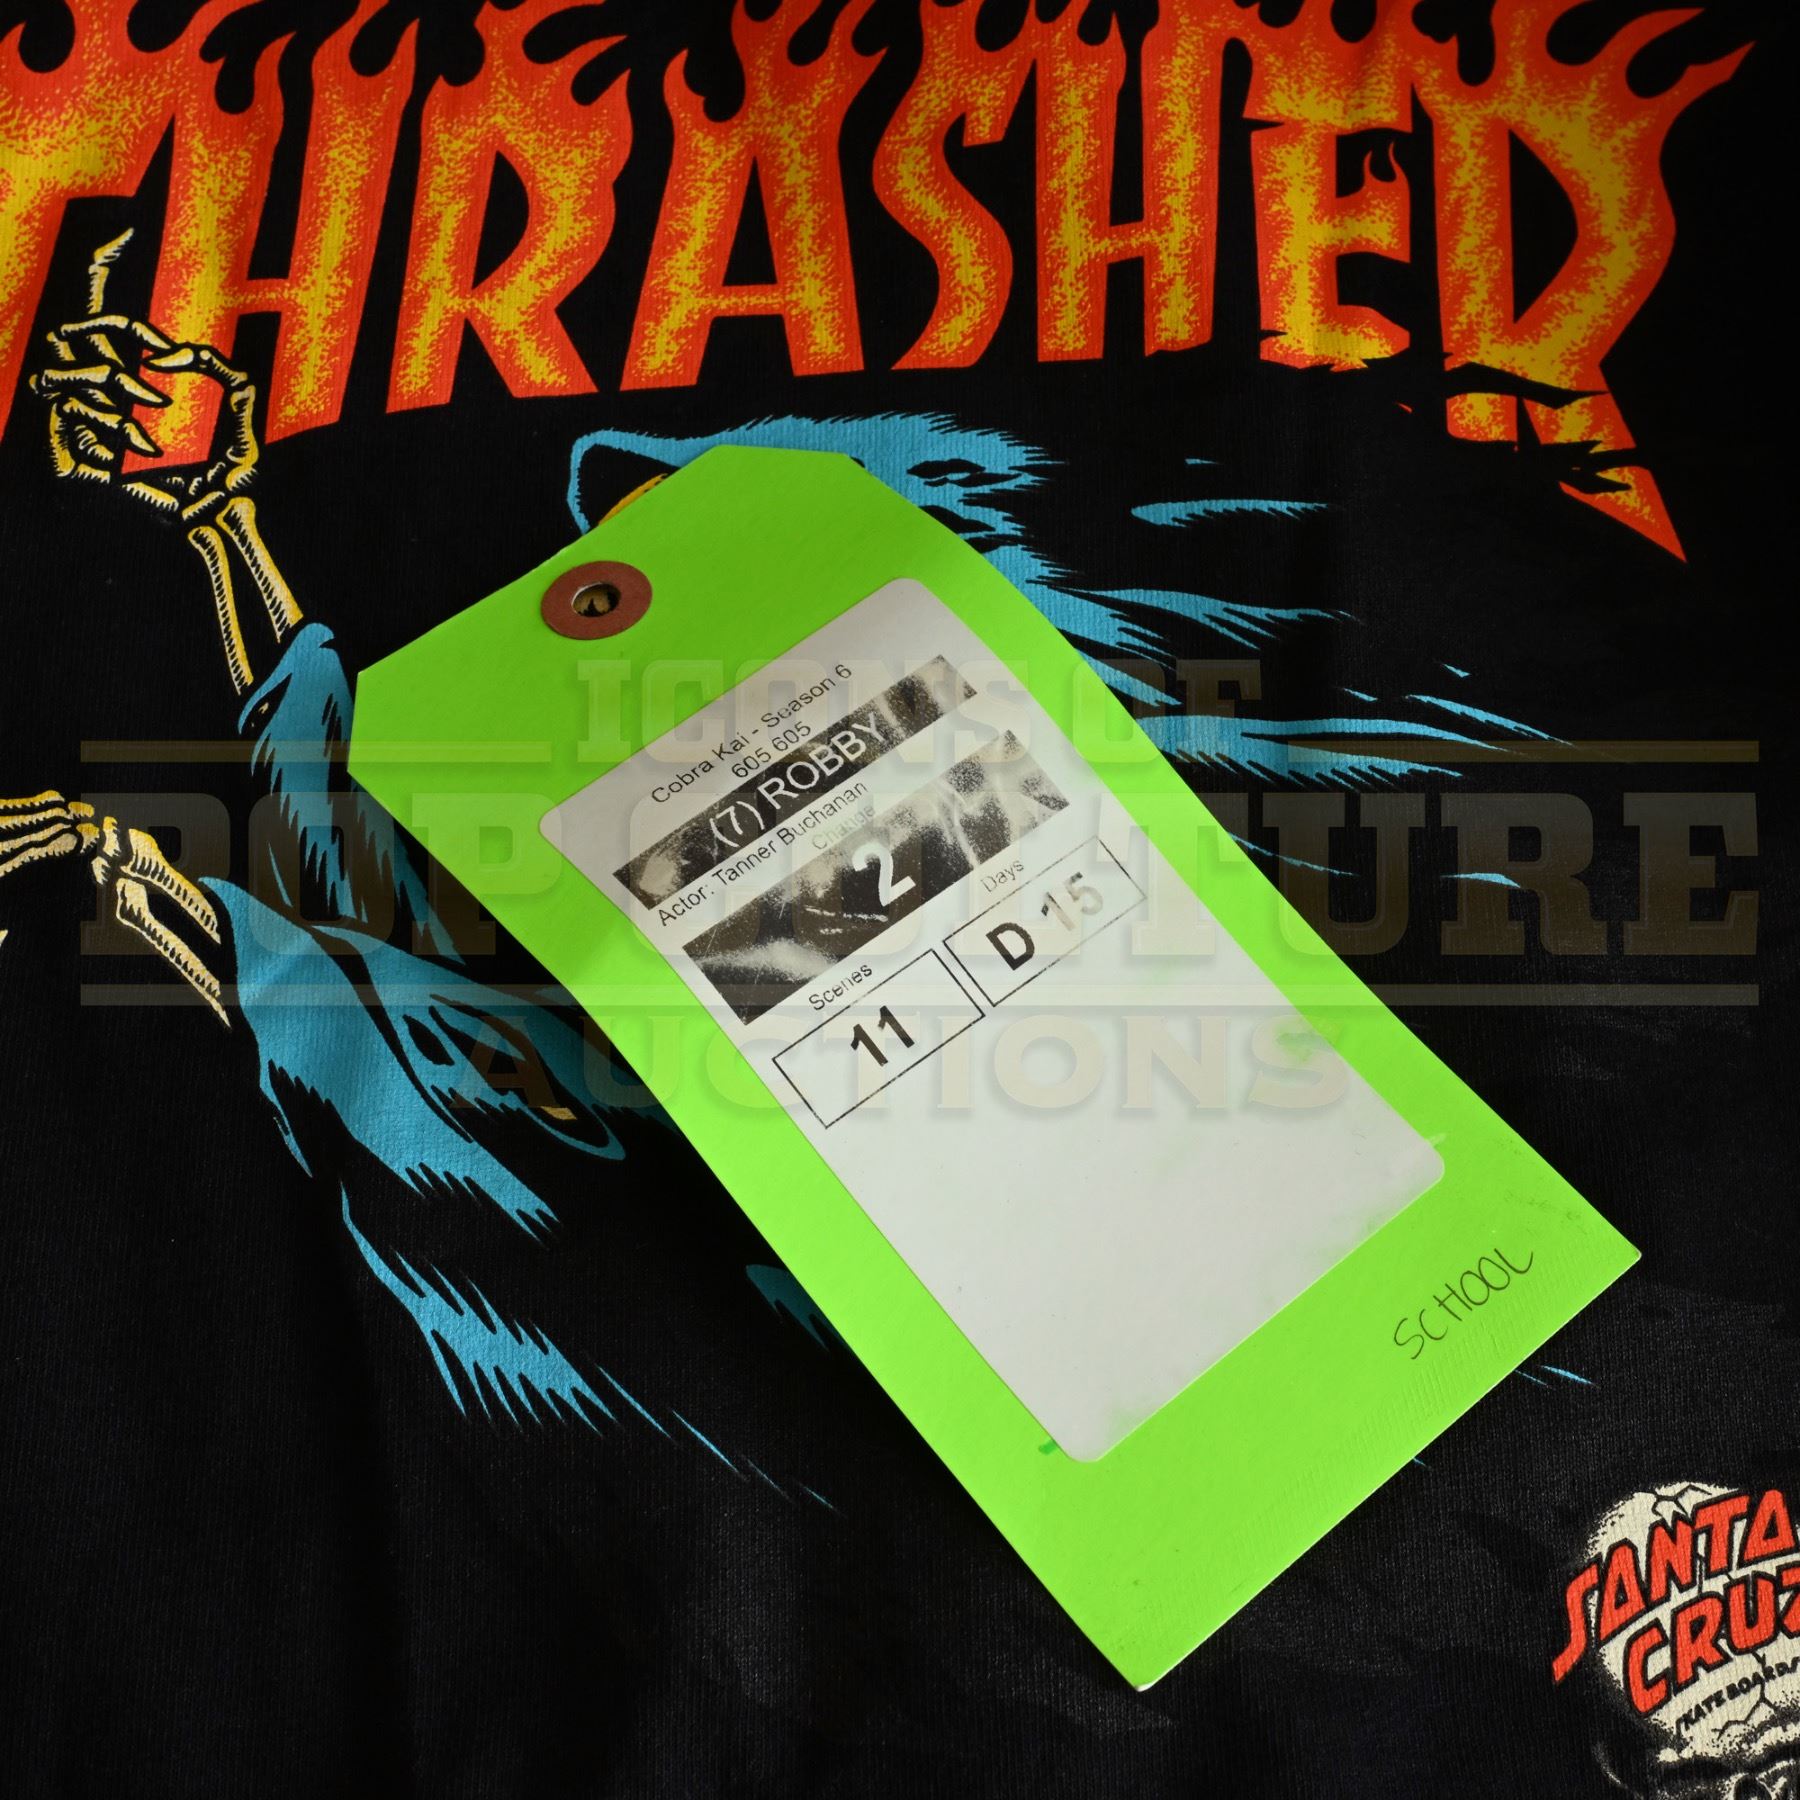 THRASHER
Cobra Kai - Season 6
605 605
(7) ROBBY
Actor: Tanner Buchanan
Change
2
Scenes
Days
11
D 15
SCHOOL
ICONS OF
POP CULTURE
AUCTIONS
SANTA
CRUZ
SKATEBOARDS